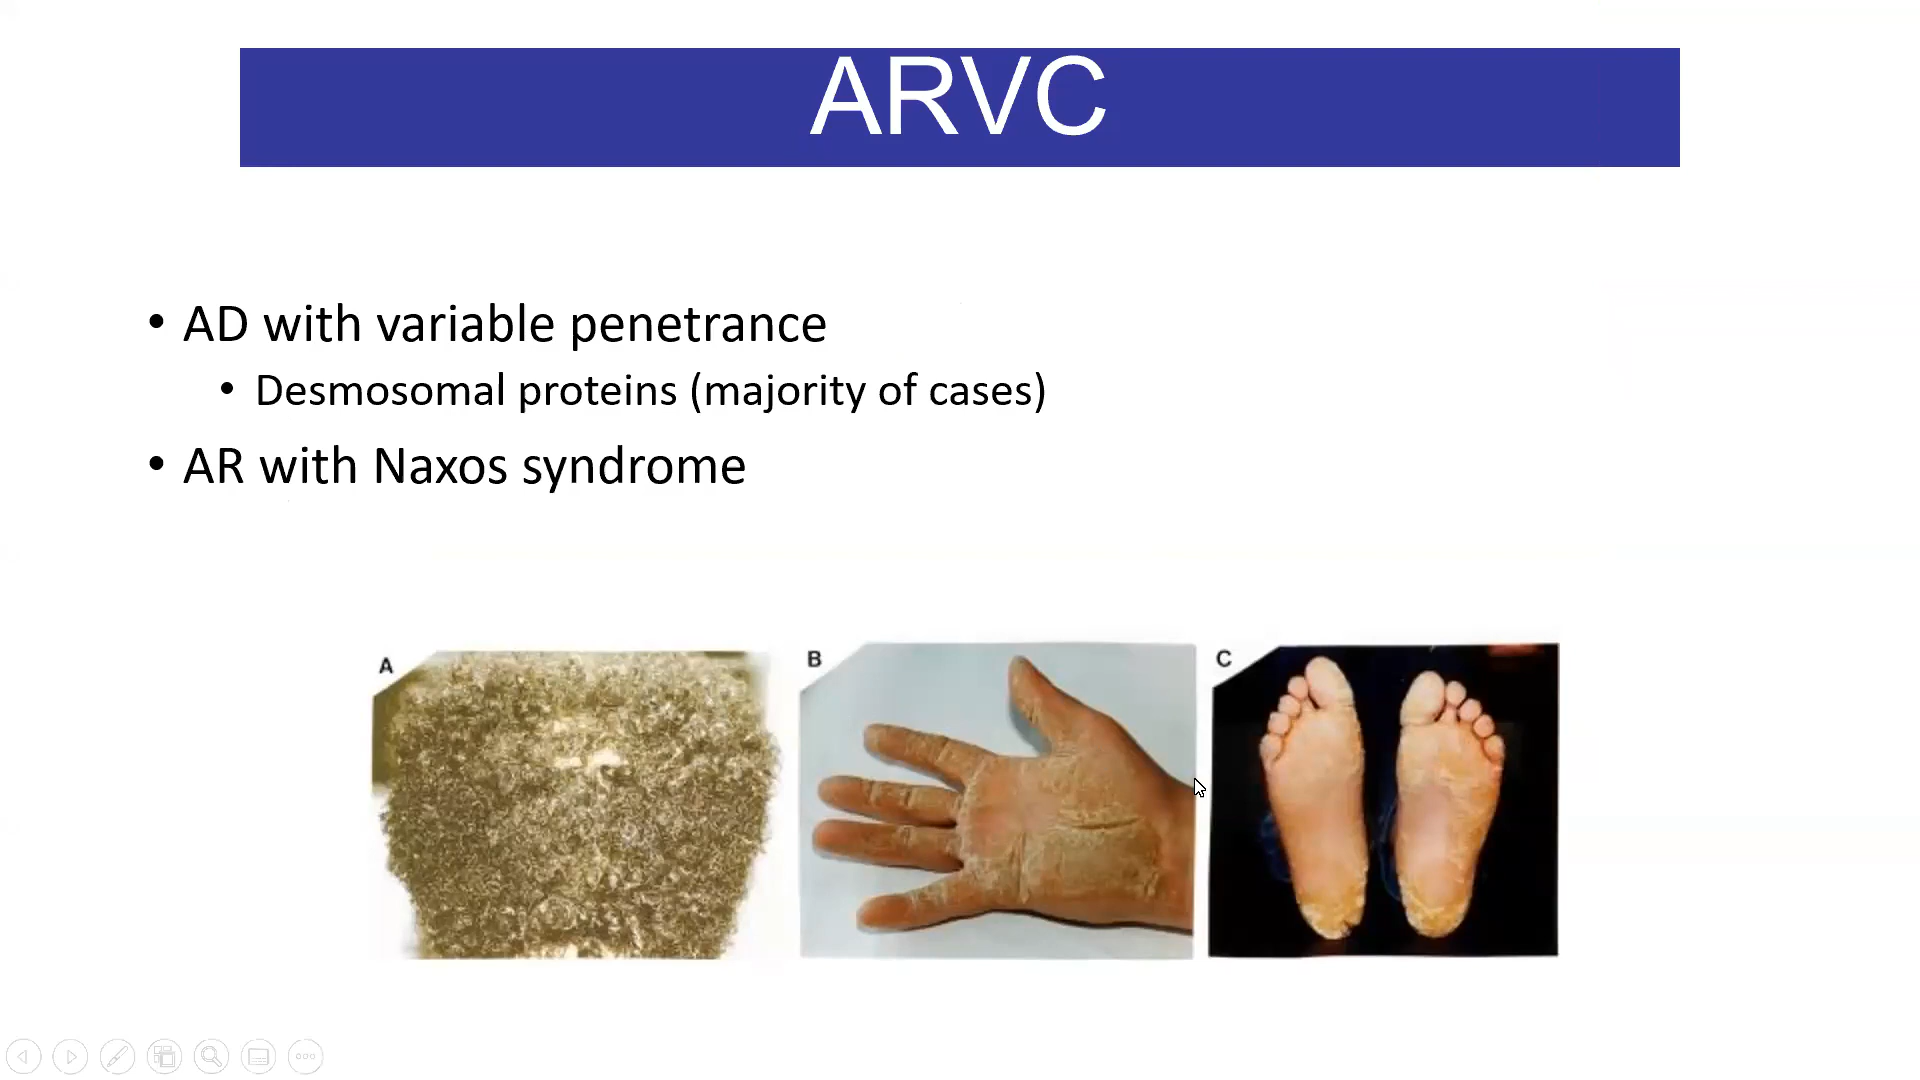 ARVC
• AD with variable penetrance
• Desmosomal proteins (majority of cases)
• AR with Naxos syndrome
A
B
C